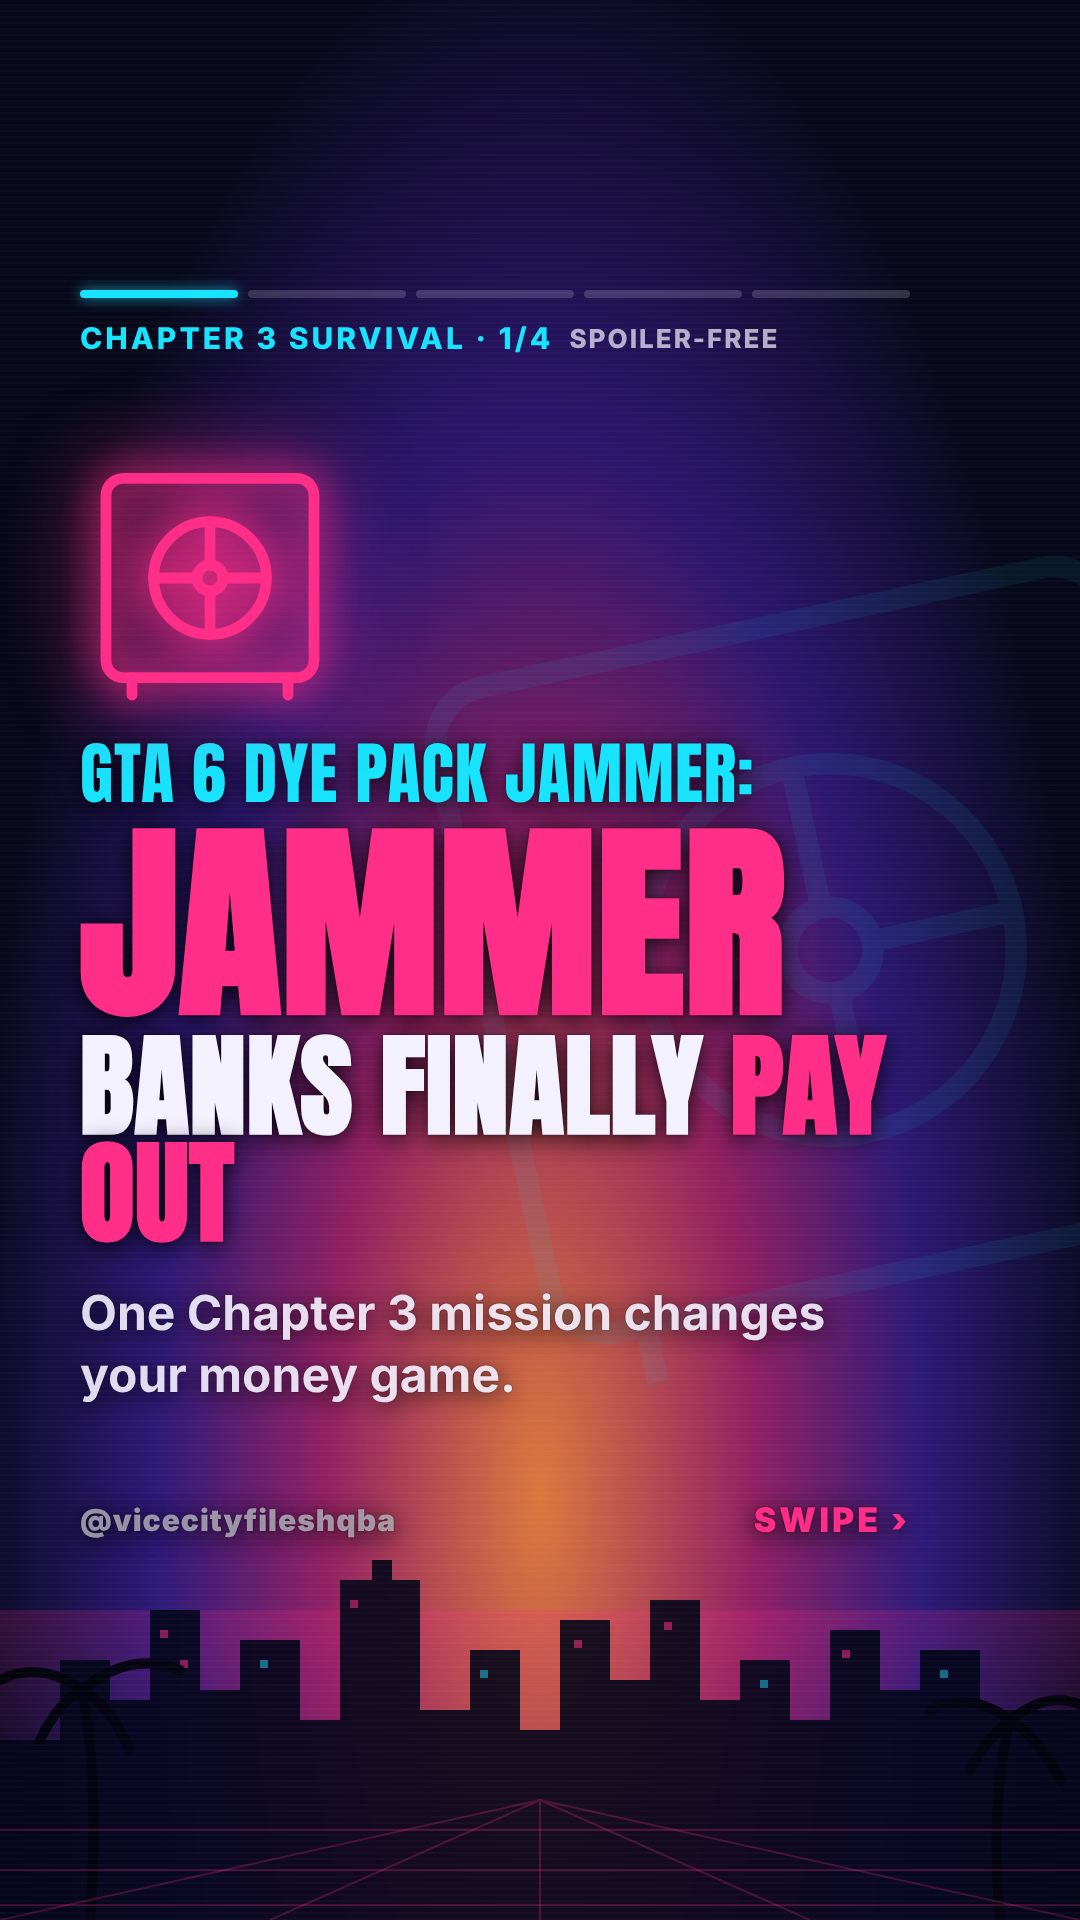 CHAPTER 3 SURVIVAL · 1/4 SPOILER-FREE
GTA 6 DYE PACK JAMMER:
JAMMER
BANKS FINALLY PAY
OUT
One Chapter 3 mission changes
your money game.
@vicecityfileshqba
SWIPE ›